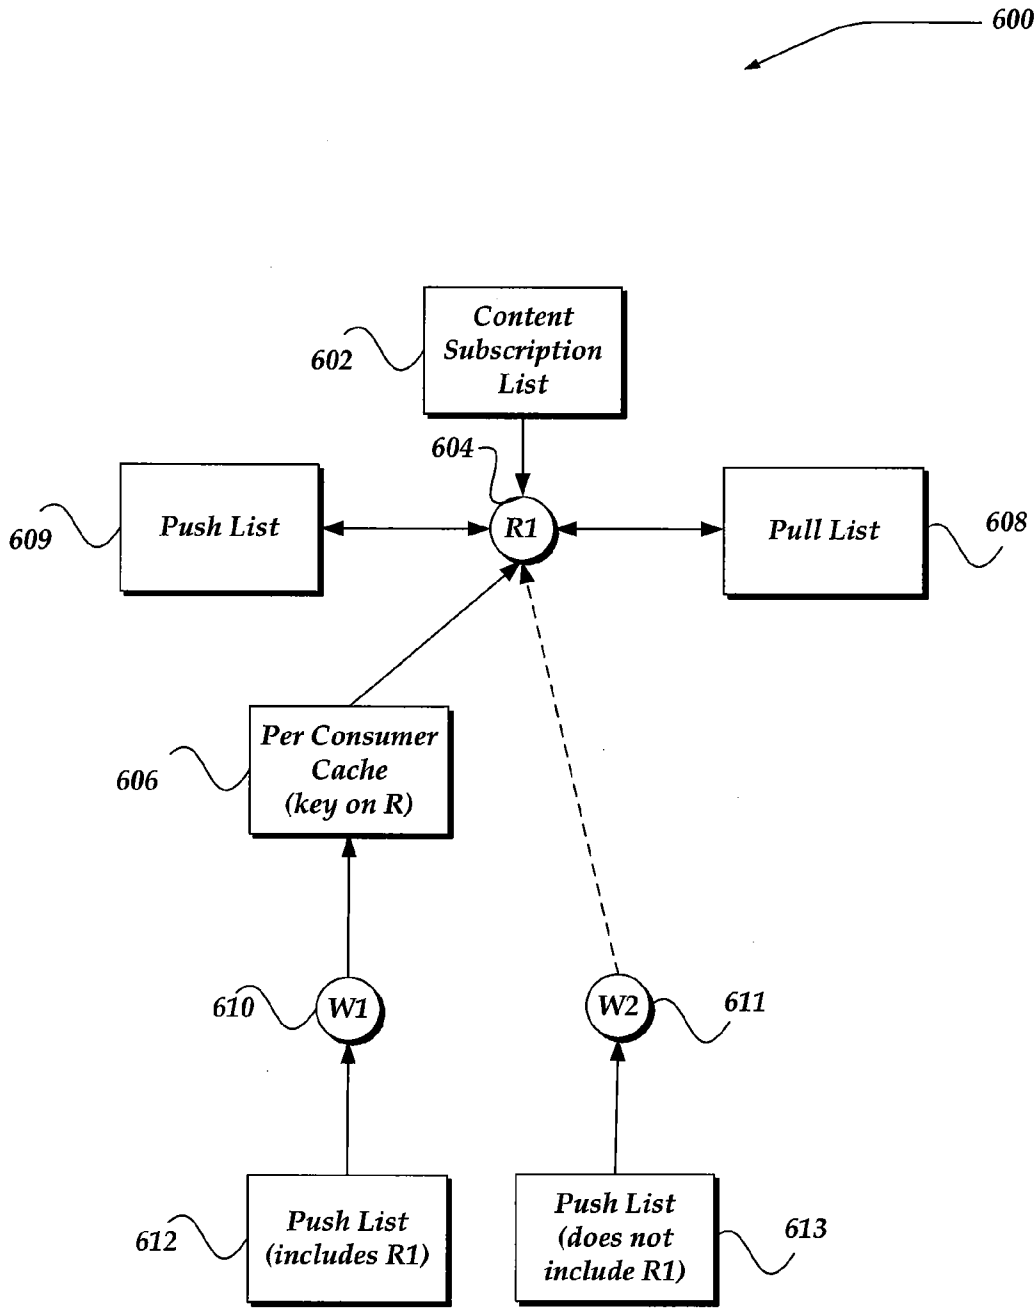 600
Content
Subscription
List
602
604
Push List
R1
Pull List
609
608
Per Consumer
Cache
(key on R)
606
610
W1
W2
611
Push List
(includes R1)
612
Push List
(does not
include R1)
613